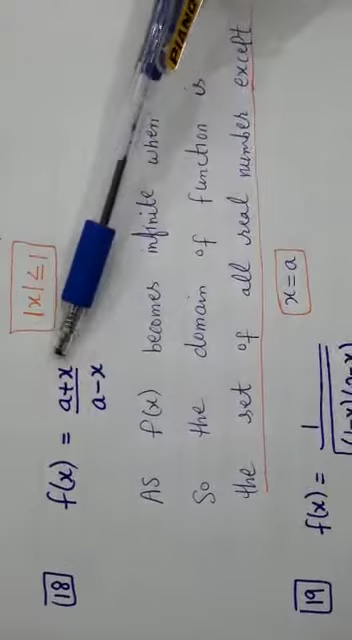 |x| ≤ 1
18 f(x) = a+x / a-x
AS f(x) becomes infinite when
So the domain of function is
the set of all real number except
x = a
19 f(x) = 1